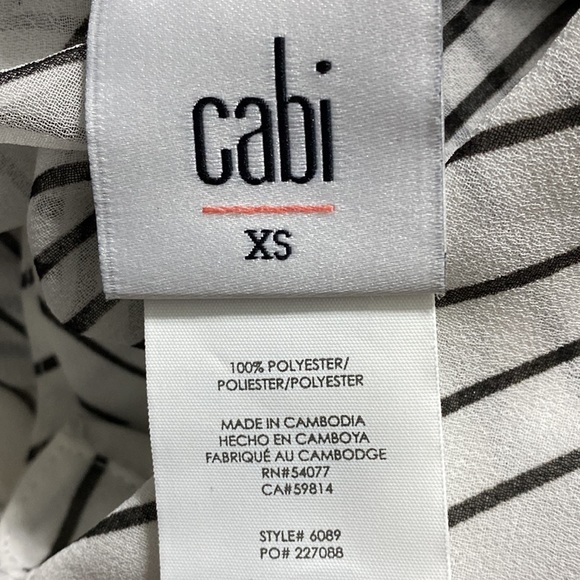 cabi
XS
100% POLYESTER/
POLIESTER/POLYESTER
MADE IN CAMBODIA
HECHO EN CAMBOYA
FABRIQUÉ AU CAMBODGE
RN#54077
CA#59814
STYLE# 6089
PO# 227088